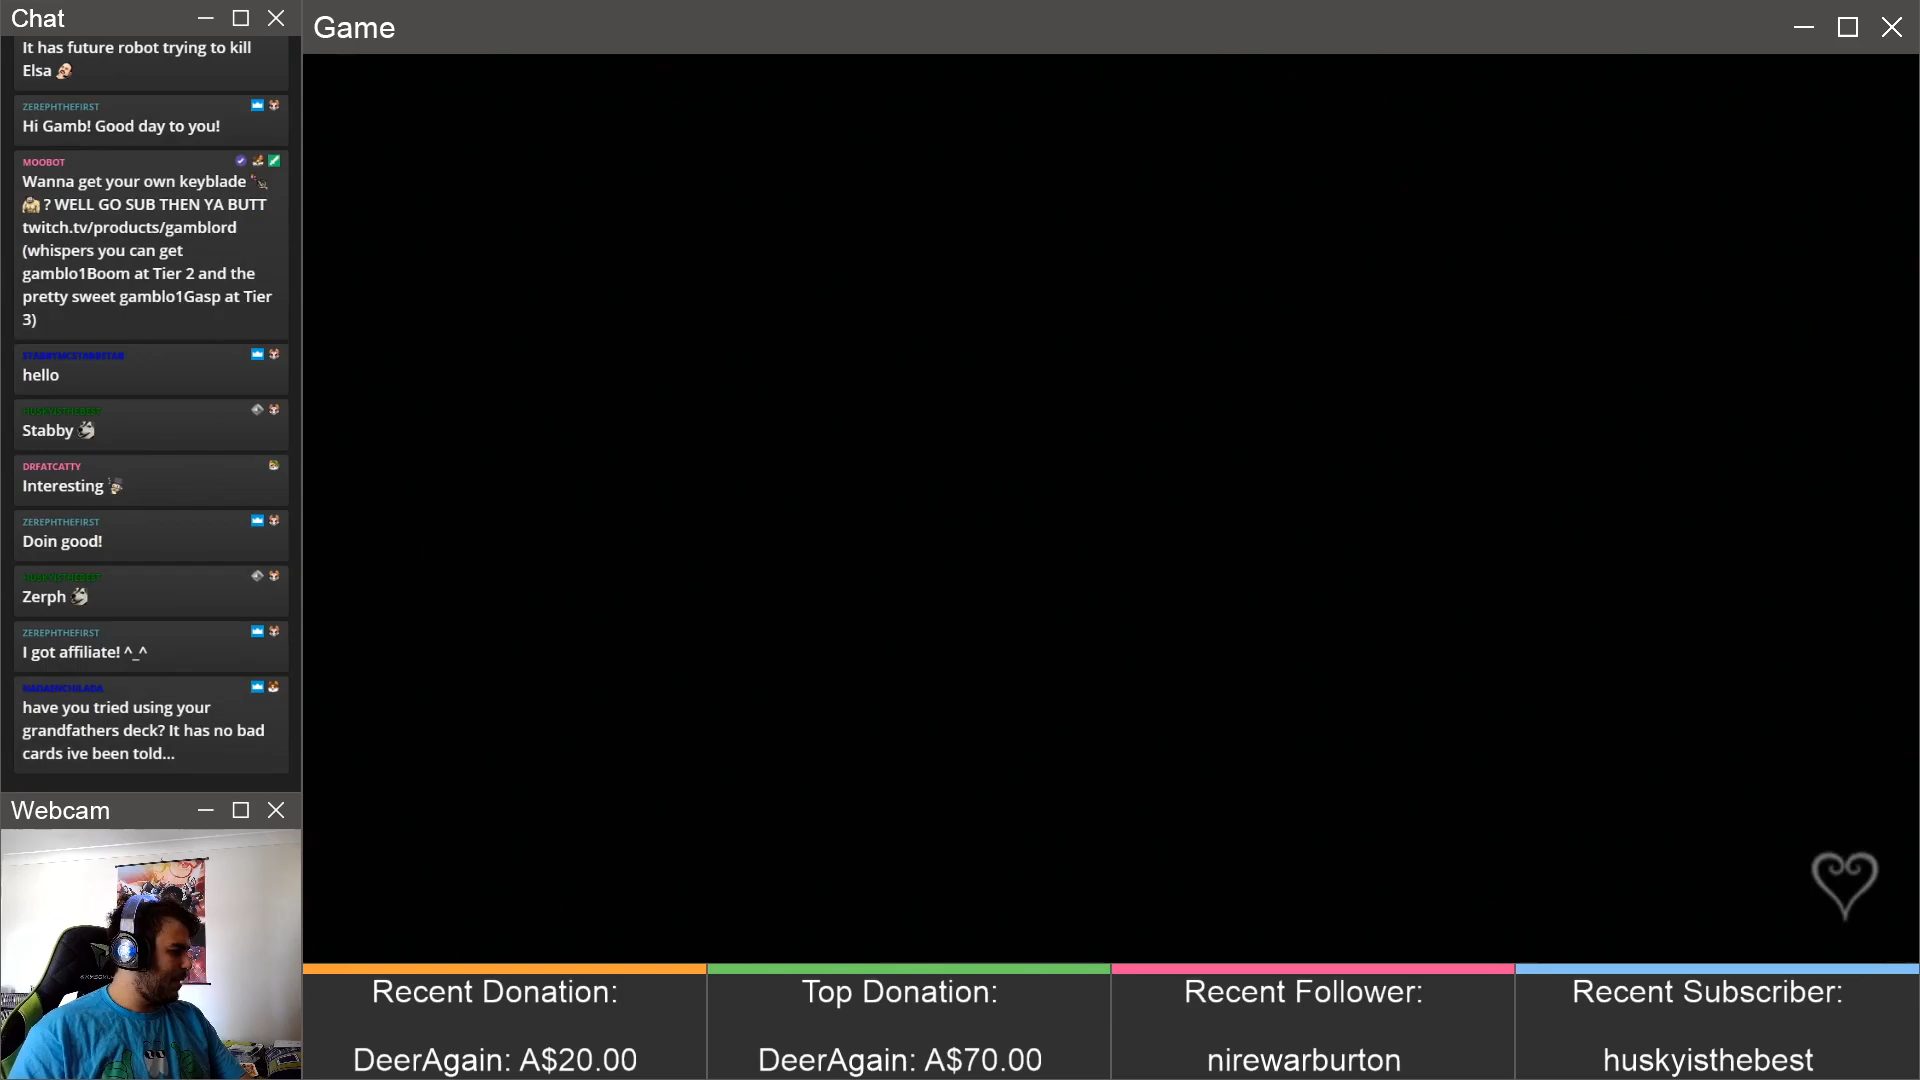 Chat
It has future robot trying to kill
Elsa
ZEREPHTHEFIRST
Hi Gamb! Good day to you!
MOOBOT
Wanna get your own keyblade
? WELL GO SUB THEN YA BUTT
twitch.tv/products/gamblord
(whispers you can get
gamblo1Boom at Tier 2 and the
pretty sweet gamblo1Gasp at Tier
3)
STABBYMCSTABBSTAB
hello
HUSKYISTHEBEST
Stabby
DRFATCATTY
Interesting
ZEREPHTHEFIRST
Doin good!
HUSKYISTHEBEST
Zerph
ZEREPHTHEFIRST
I got affiliate! ^_^
have you tried using your
grandfathers deck? It has no bad
cards ive been told...
Webcam
Game
Recent Donation:
DeerAgain: A$20.00
Top Donation:
DeerAgain: A$70.00
Recent Follower:
nirewarburton
Recent Subscriber:
huskyisthebest